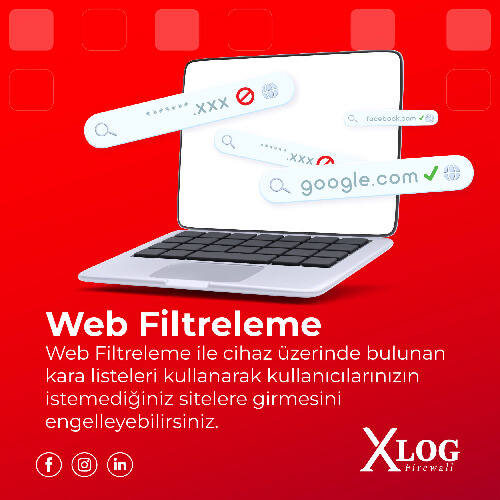 *******.xxx
facebook.com
.xxx
google.com
Web Filtreleme
Web Filtreleme ile cihaz üzerinde bulunan
kara listeleri kullanarak kullanıcılarınızın
istemediğiniz sitelere girmesini
engelleyebilirsiniz.
XLOG
Firewall